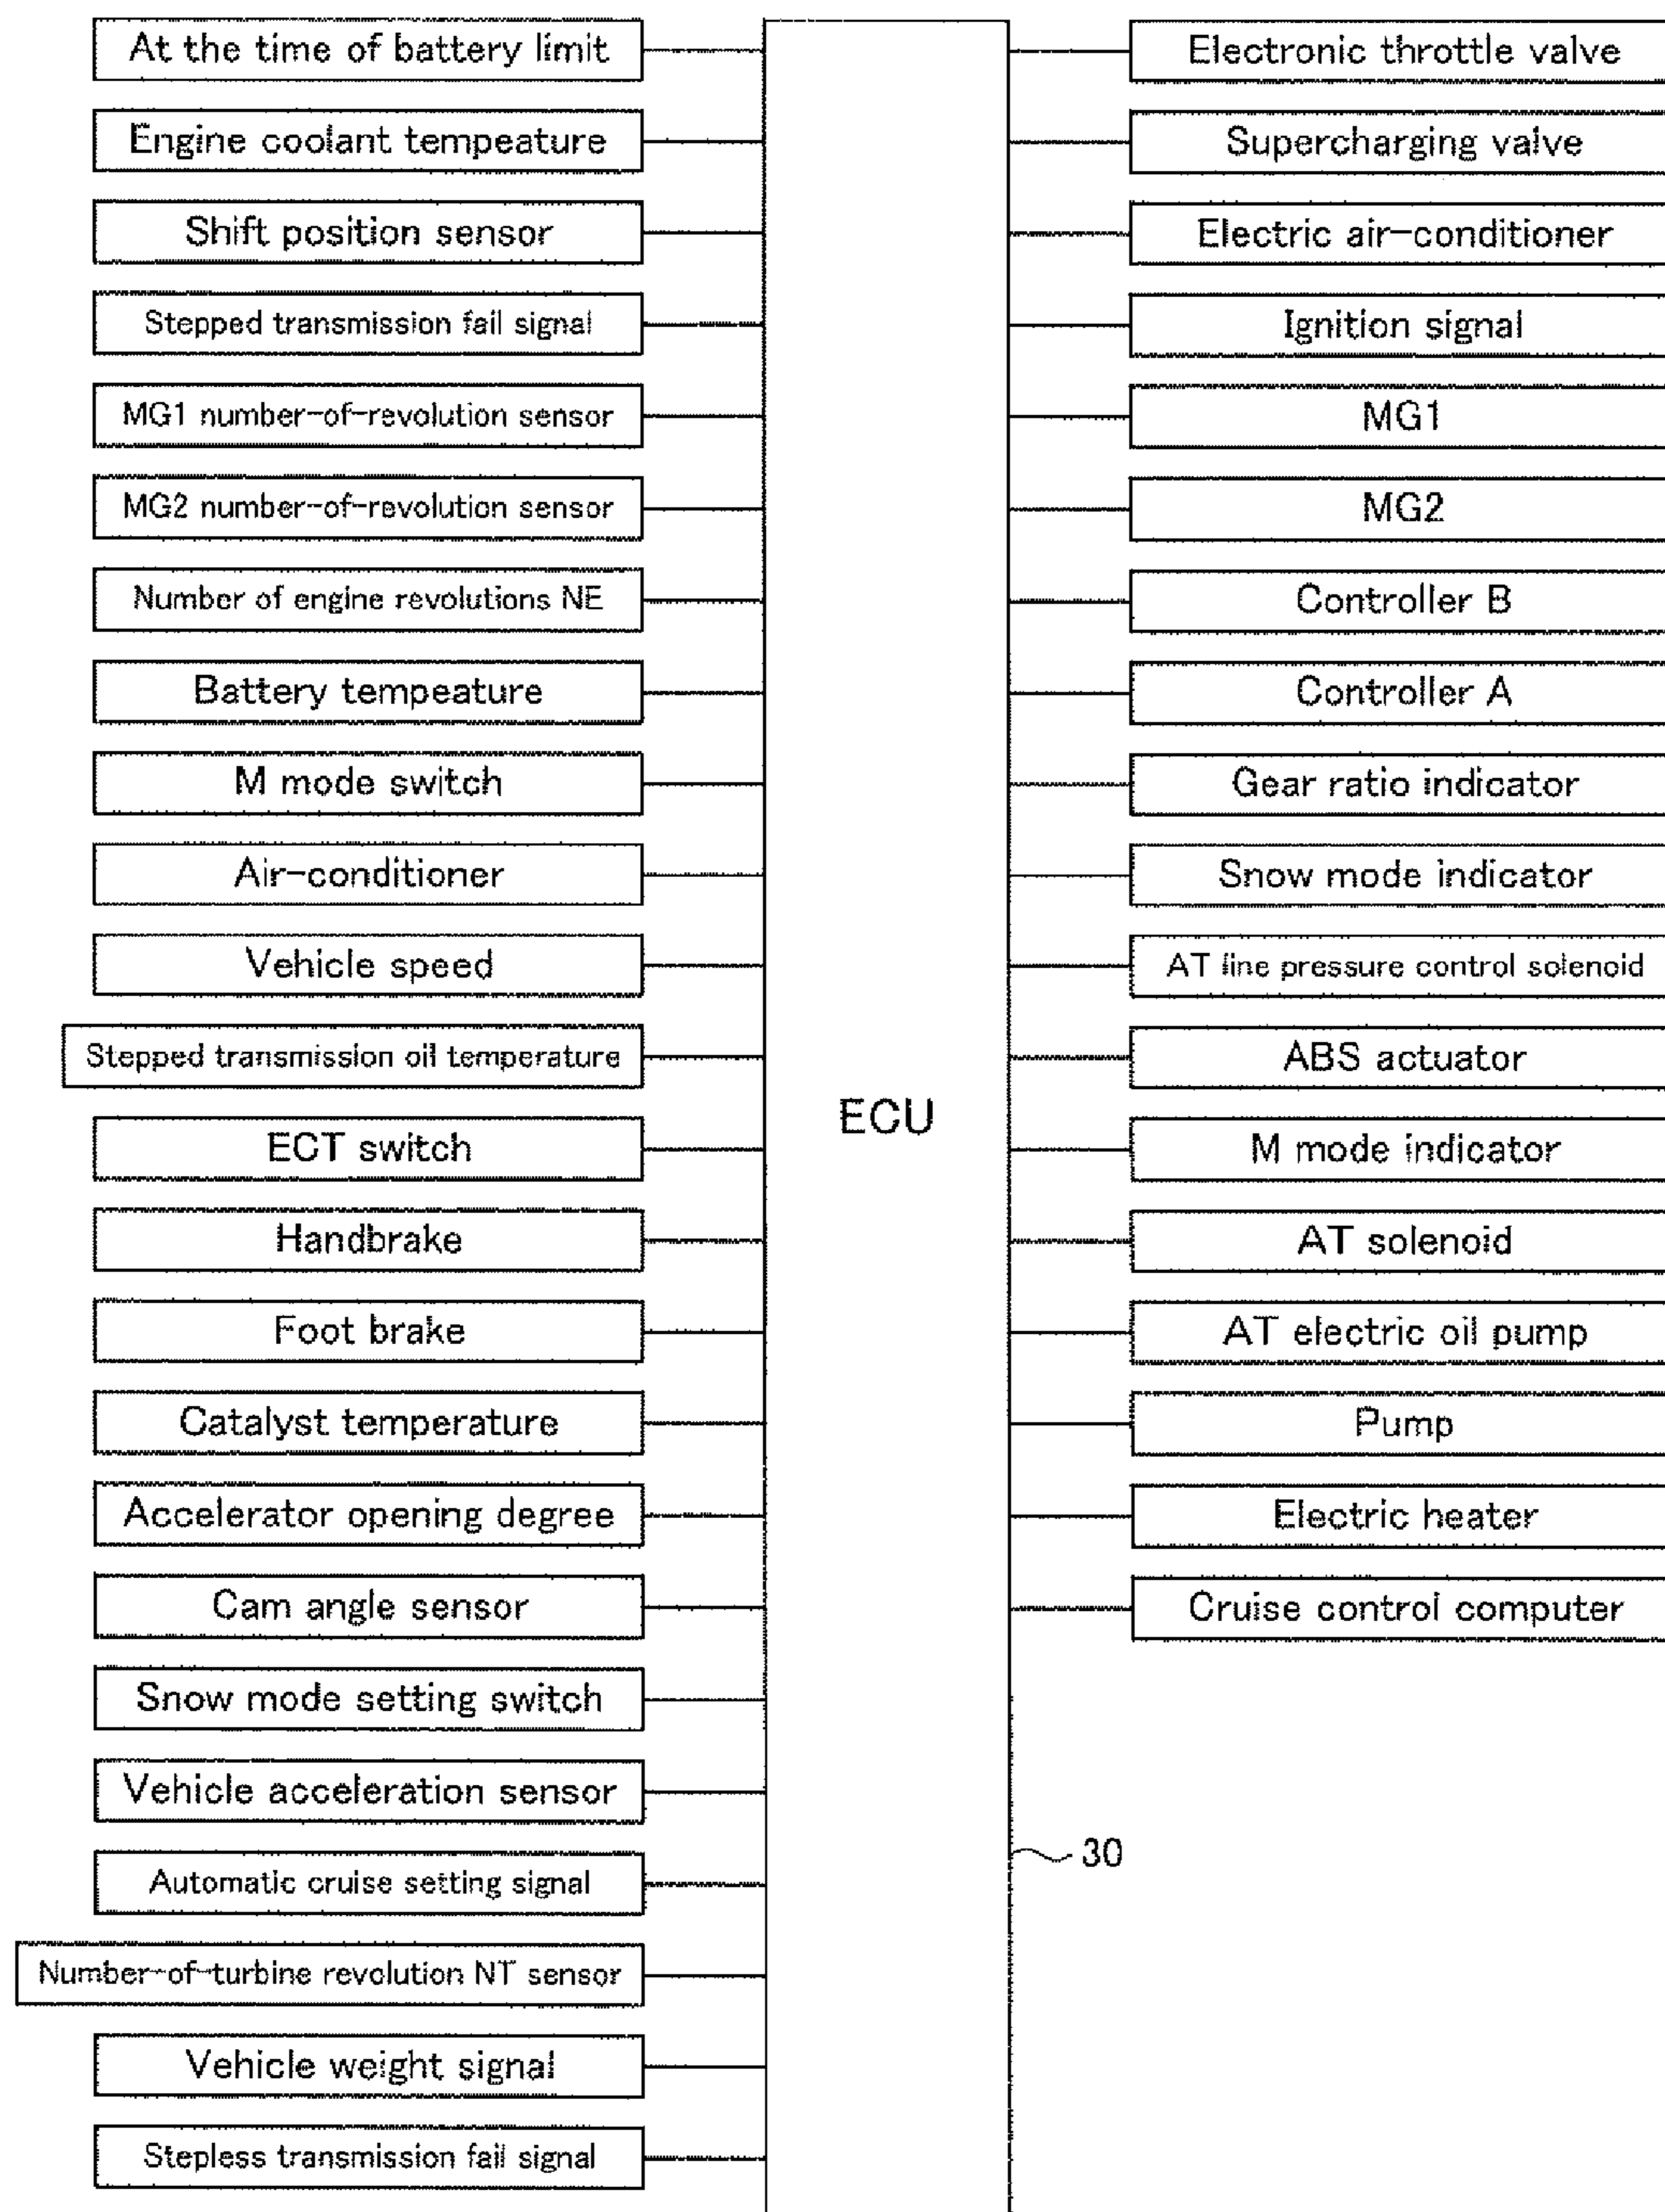 At the time of battery limit
Engine coolant tempeature
Shift position sensor
Stepped transmission fail signal
MG1 number-of-revolution sensor
MG2 number-of-revolution sensor
Number of engine revolutions NE
Battery tempeature
M mode switch
Air-conditioner
Vehicle speed
Stepped transmission oil temperature
ECT switch
Handbrake
Foot brake
Catalyst temperature
Accelerator opening degree
Cam angle sensor
Snow mode setting switch
Vehicle acceleration sensor
Automatic cruise setting signal
Number-of-turbine revolution NT sensor
Vehicle weight signal
Stepless transmission fail signal
ECU
30
Electronic throttle valve
Supercharging valve
Electric air-conditioner
Ignition signal
MG1
MG2
Controller B
Controller A
Gear ratio indicator
Snow mode indicator
AT line pressure control solenoid
ABS actuator
M mode indicator
AT solenoid
AT electric oil pump
Pump
Electric heater
Cruise control computer